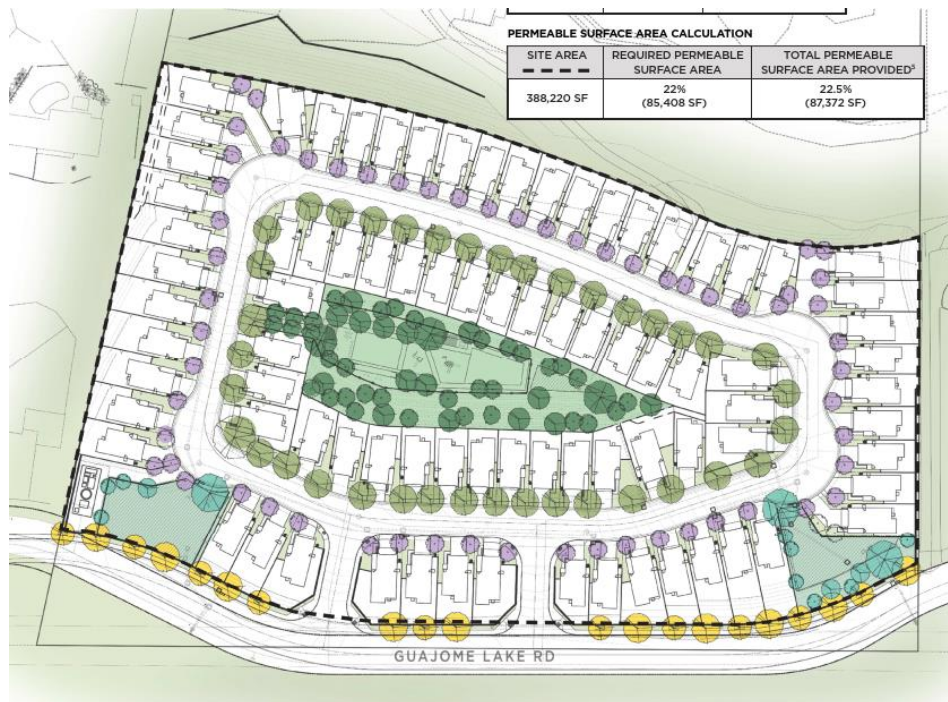 PERMEABLE SURFACE AREA CALCULATION
SITE AREA
REQUIRED PERMEABLE
SURFACE AREA
TOTAL PERMEABLE
SURFACE AREA PROVIDED⁵
388,220 SF
22%
(85,408 SF)
22.5%
(87,372 SF)
GUAJOME LAKE RD